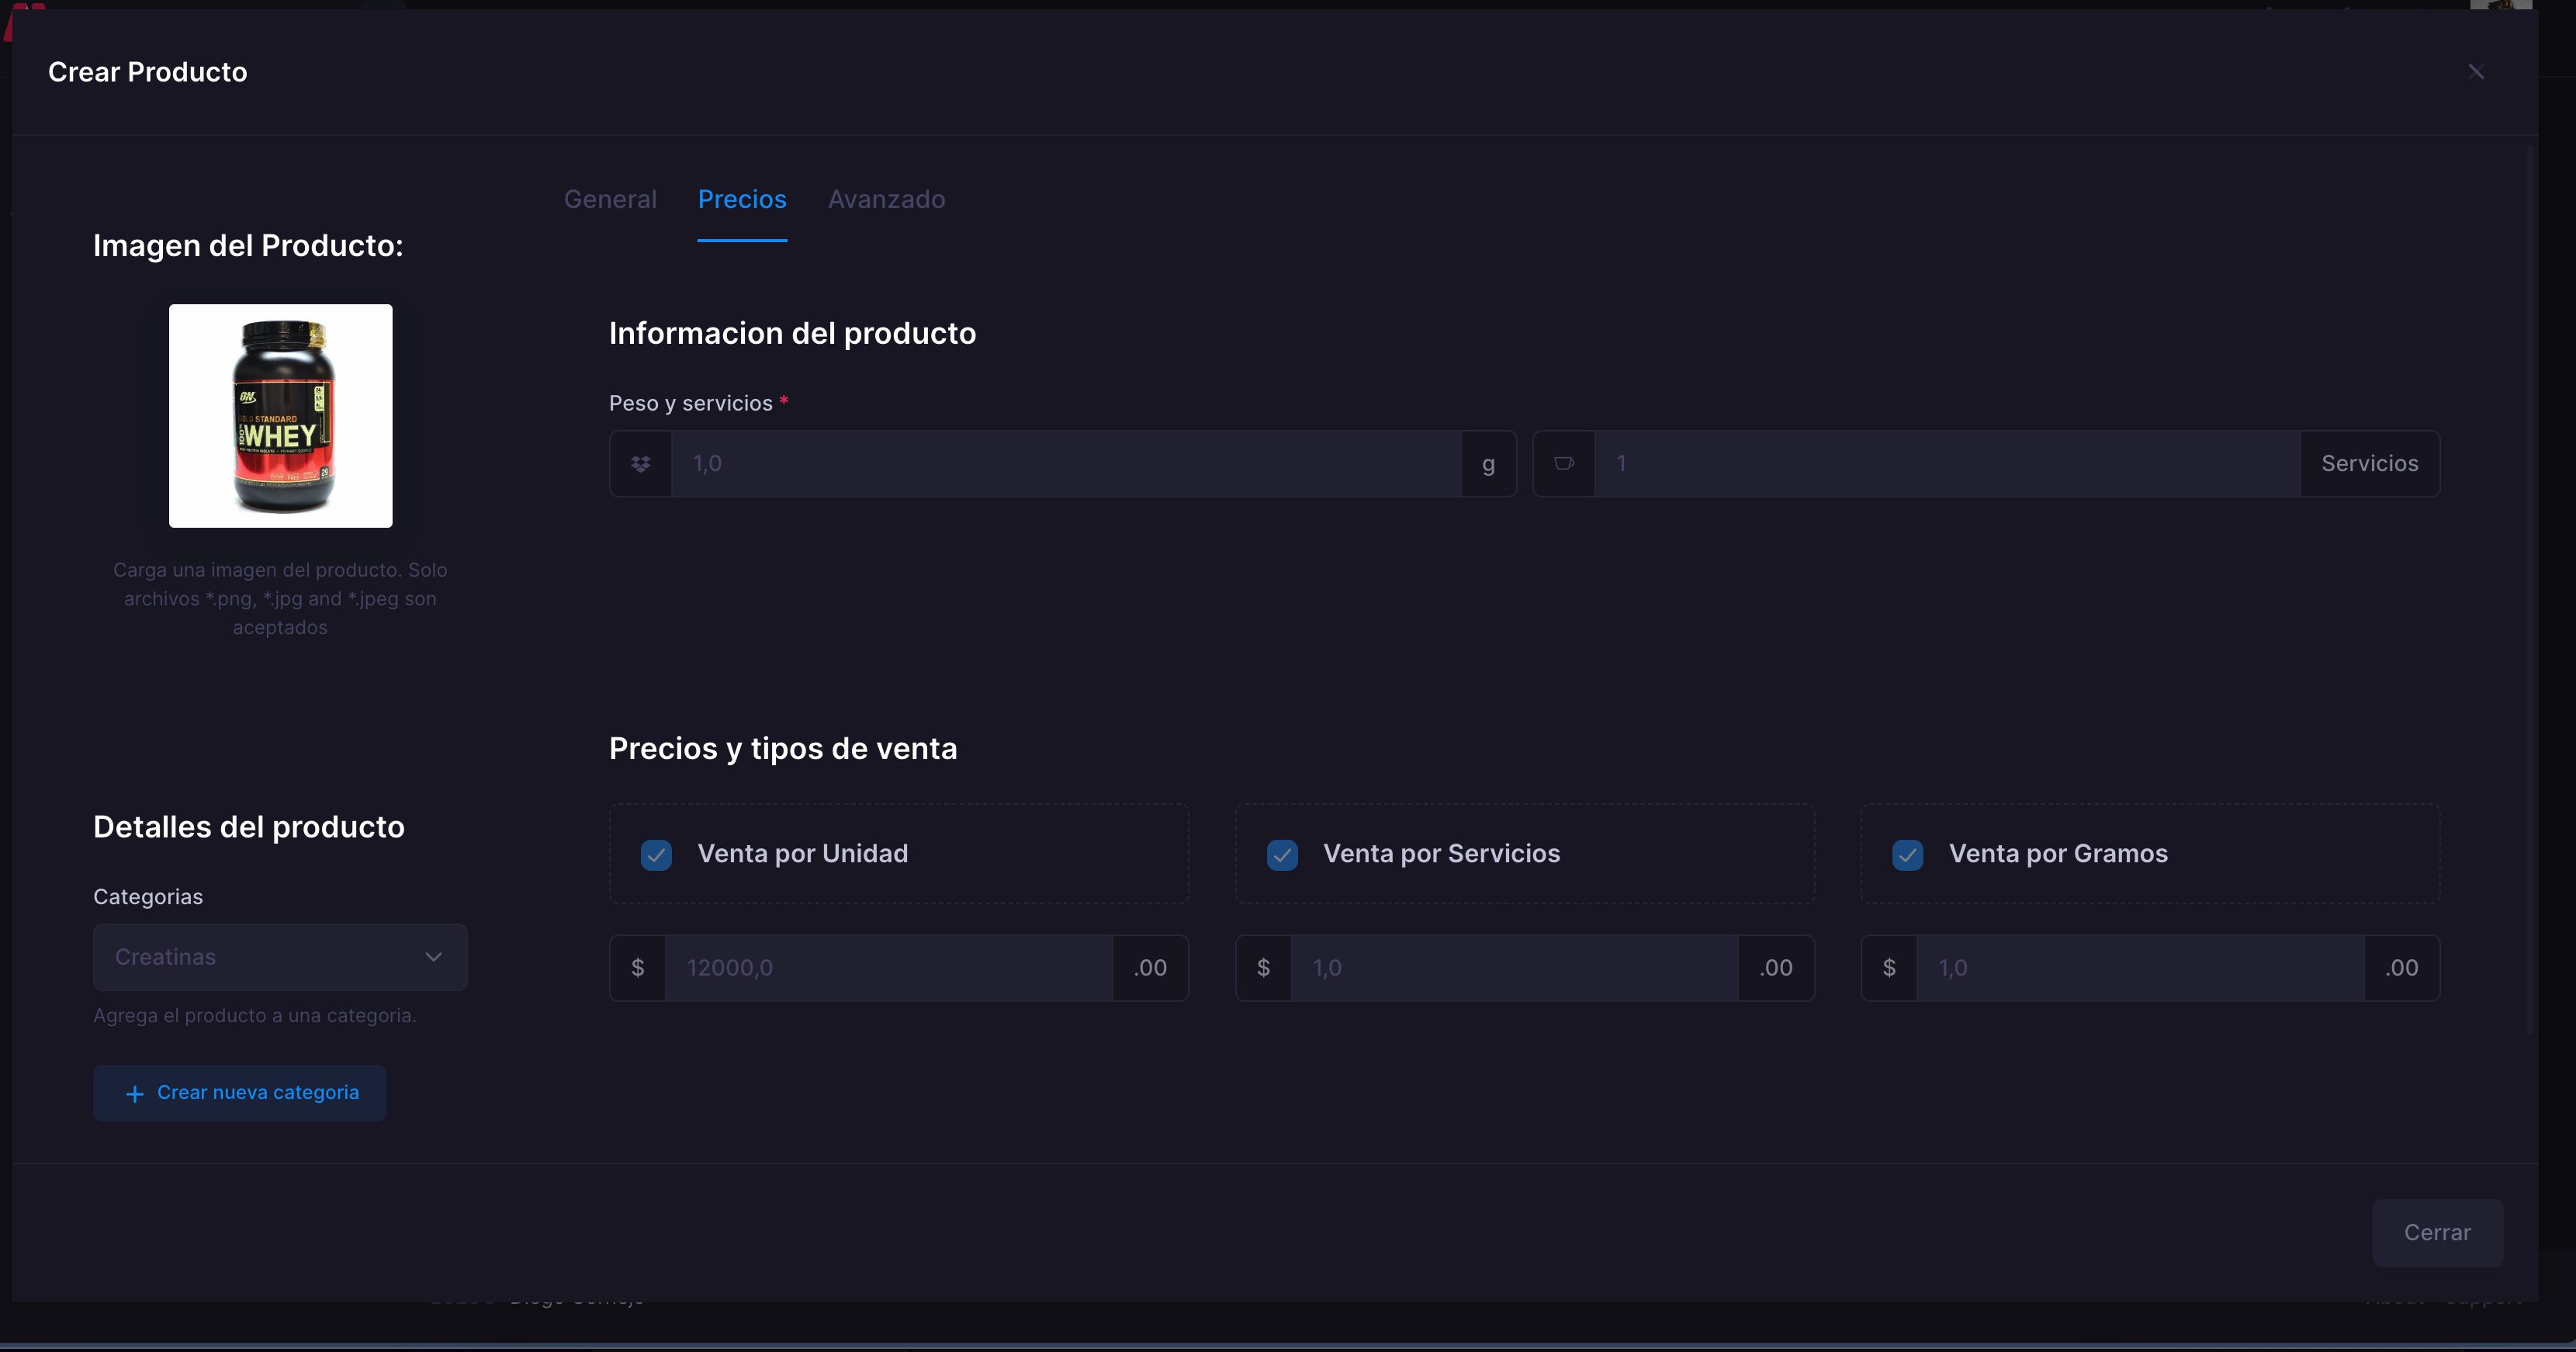 Crear Producto
General Precios Avanzado
Imagen del Producto:
ON
GOLD STANDARD
100% WHEY
Carga una imagen del producto. Solo
archivos *.png, *.jpg and *.jpeg son
aceptados
Detalles del producto
Categorias
Creatinas
Agrega el producto a una categoria.
+ Crear nueva categoria
Informacion del producto
Peso y servicios *
1,0 g
1 Servicios
Precios y tipos de venta
Venta por Unidad
Venta por Servicios
Venta por Gramos
$ 12000,0 .00
$ 1,0 .00
$ 1,0 .00
Cerrar